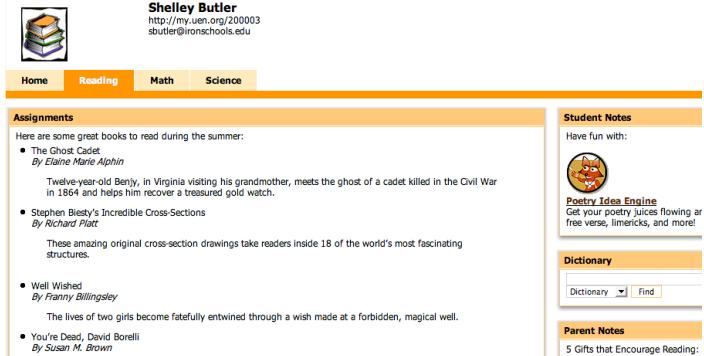 Shelley Butler
http://my.uen.org/200003
sbutler@ironschools.edu
Home Reading Math Science
Assignments
Here are some great books to read during the summer:
The Ghost Cadet
By Elaine Marie Alphin
Twelve-year-old Benjy, in Virginia visiting his grandmother, meets the ghost of a cadet killed in the Civil War
in 1864 and helps him recover a treasured gold watch.
Stephen Biesty's Incredible Cross-Sections
By Richard Platt
These amazing original cross-section drawings take readers inside 18 of the world's most fascinating
structures.
Well Wished
By Franny Billingsley
The lives of two girls become fatefully entwined through a wish made at a forbidden, magical well.
You're Dead, David Borelli
By Susan M. Brown
Student Notes
Have fun with:
Poetry Idea Engine
Get your poetry juices flowing
free verse, limericks, and more!
Dictionary
Dictionary Find
Parent Notes
5 Gifts that Encourage Reading: